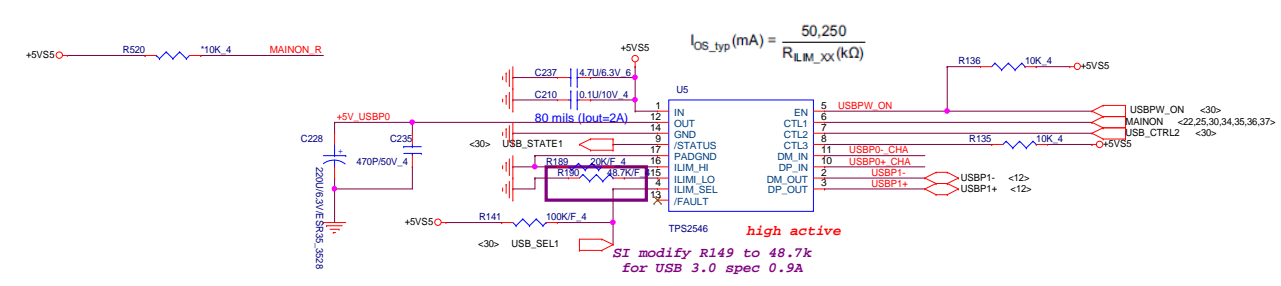 I_OS_typ(mA) = 50,250 / R_ILIM_XX(kΩ)
+5VS5
R520
*10K_4
MAINON_R
+5VS5
C237
4.7U/6.3V_6
C210
0.1U/10V_4
80 mils (Iout=2A)
+5V_USBP0
C228
+
220U/6.3V/ESR35_3528
C235
470P/50V_4
<30>
USB_STATE1
R189
20K/F_4
R190
48.7K/F_4
+5VS5
R141
100K/F_4
<30>
USB_SEL1
U5
1
IN
12
OUT
14
GND
9
/STATUS
17
PADGND
16
ILIM_HI
15
ILIMI_LO
4
ILIM_SEL
13
/FAULT
EN
5
CTL1
6
CTL2
7
CTL3
8
DM_IN
11
DP_IN
10
DM_OUT
2
DP_OUT
3
TPS2546
USBPW_ON
R136
10K_4
+5VS5
USBPW_ON <30>
MAINON <22,25,30,34,35,36,37>
USB_CTRL2 <30>
R135
10K_4
+5VS5
USBP0-_CHA
USBP0+_CHA
USBP1-
USBP1+
USBP1- <12>
USBP1+ <12>
high active
SI modify R149 to 48.7k
for USB 3.0 spec 0.9A